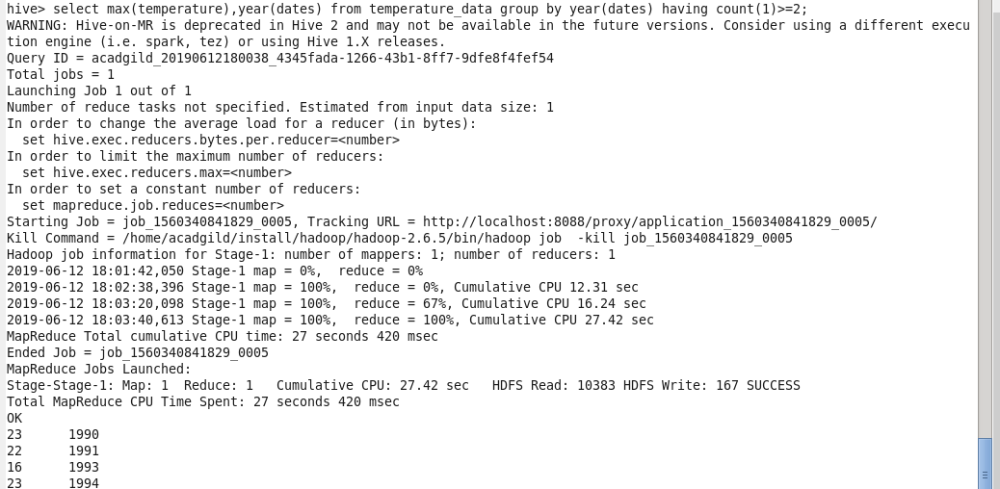 hive> select max(temperature),year(dates) from temperature_data group by year(dates) having count(1)>=2;
WARNING: Hive-on-MR is deprecated in Hive 2 and may not be available in the future versions. Consider using a different execu
tion engine (i.e. spark, tez) or using Hive 1.X releases.
Query ID = acadgild_20190612180038_4345fada-1266-43b1-8ff7-9dfe8f4fef54
Total jobs = 1
Launching Job 1 out of 1
Number of reduce tasks not specified. Estimated from input data size: 1
In order to change the average load for a reducer (in bytes):
  set hive.exec.reducers.bytes.per.reducer=<number>
In order to limit the maximum number of reducers:
  set hive.exec.reducers.max=<number>
In order to set a constant number of reducers:
  set mapreduce.job.reduces=<number>
Starting Job = job_1560340841829_0005, Tracking URL = http://localhost:8088/proxy/application_1560340841829_0005/
Kill Command = /home/acadgild/install/hadoop/hadoop-2.6.5/bin/hadoop job  -kill job_1560340841829_0005
Hadoop job information for Stage-1: number of mappers: 1; number of reducers: 1
2019-06-12 18:01:42,050 Stage-1 map = 0%,  reduce = 0%
2019-06-12 18:02:38,396 Stage-1 map = 100%,  reduce = 0%, Cumulative CPU 12.31 sec
2019-06-12 18:03:20,098 Stage-1 map = 100%,  reduce = 67%, Cumulative CPU 16.24 sec
2019-06-12 18:03:40,613 Stage-1 map = 100%,  reduce = 100%, Cumulative CPU 27.42 sec
MapReduce Total cumulative CPU time: 27 seconds 420 msec
Ended Job = job_1560340841829_0005
MapReduce Jobs Launched:
Stage-Stage-1: Map: 1  Reduce: 1   Cumulative CPU: 27.42 sec   HDFS Read: 10383 HDFS Write: 167 SUCCESS
Total MapReduce CPU Time Spent: 27 seconds 420 msec
OK
23      1990
22      1991
16      1993
23      1994